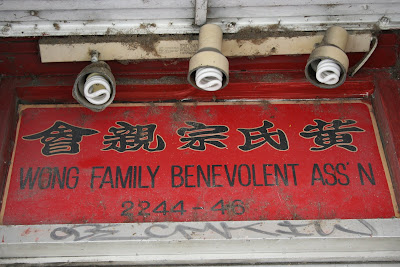 黃氏宗親會
WONG FAMILY BENEVOLENT ASS'N
2244-46